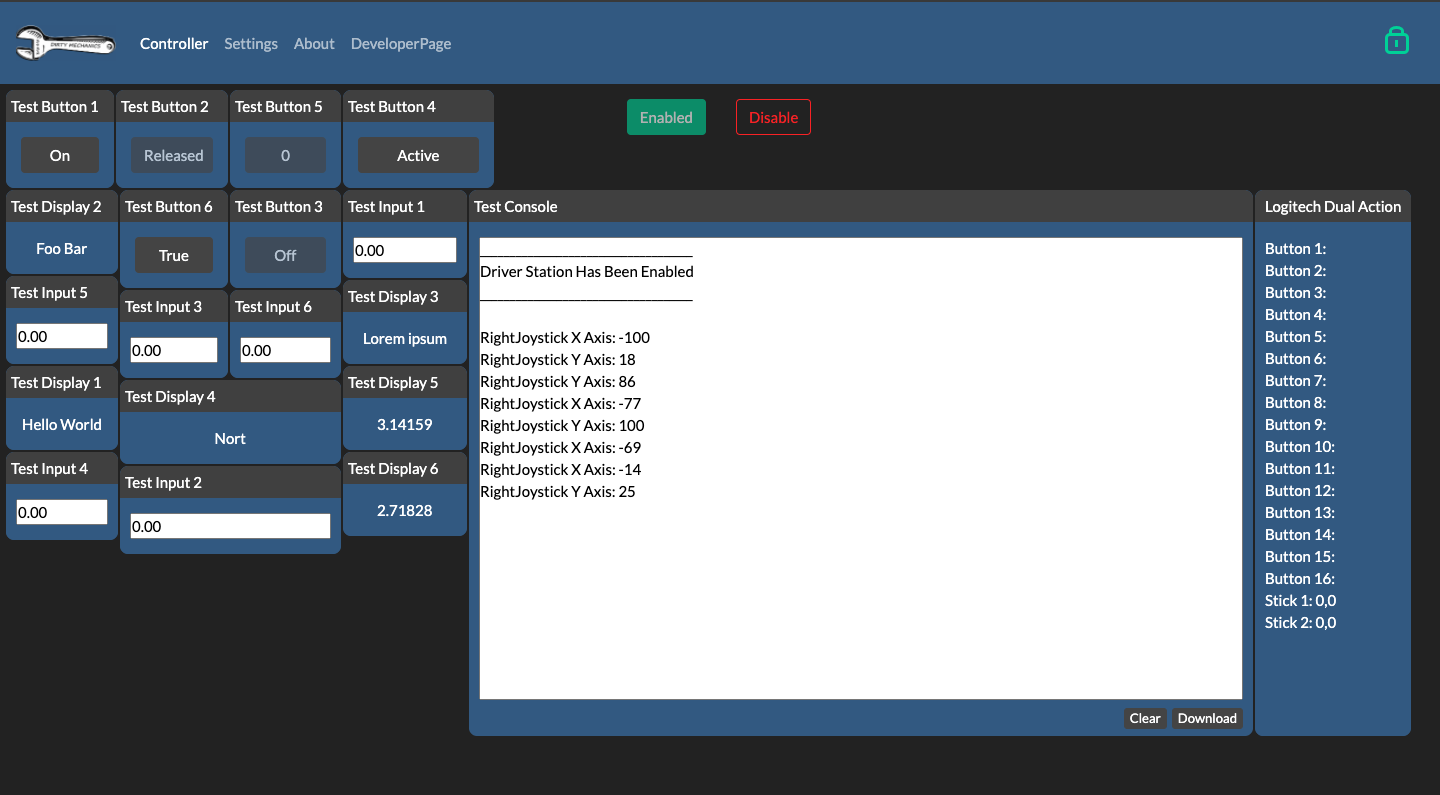 DIRTY MECHANICS
Controller Settings About DeveloperPage
Test Button 1
On
Test Button 2
Released
Test Button 5
0
Test Button 4
Active
Enabled
Disable
Test Display 2
Foo Bar
Test Input 5
0.00
Test Display 1
Hello World
Test Input 4
0.00
Test Button 6
True
Test Button 3
Off
Test Input 3
0.00
Test Input 6
0.00
Test Display 4
Nort
Test Input 2
0.00
Test Input 1
0.00
Test Display 3
Lorem ipsum
Test Display 5
3.14159
Test Display 6
2.71828
Test Console
______________________________
Driver Station Has Been Enabled
______________________________
RightJoystick X Axis: -100
RightJoystick Y Axis: 18
RightJoystick Y Axis: 86
RightJoystick X Axis: -77
RightJoystick Y Axis: 100
RightJoystick X Axis: -69
RightJoystick X Axis: -14
RightJoystick Y Axis: 25
Clear Download
Logitech Dual Action
Button 1:
Button 2:
Button 3:
Button 4:
Button 5:
Button 6:
Button 7:
Button 8:
Button 9:
Button 10:
Button 11:
Button 12:
Button 13:
Button 14:
Button 15:
Button 16:
Stick 1: 0,0
Stick 2: 0,0